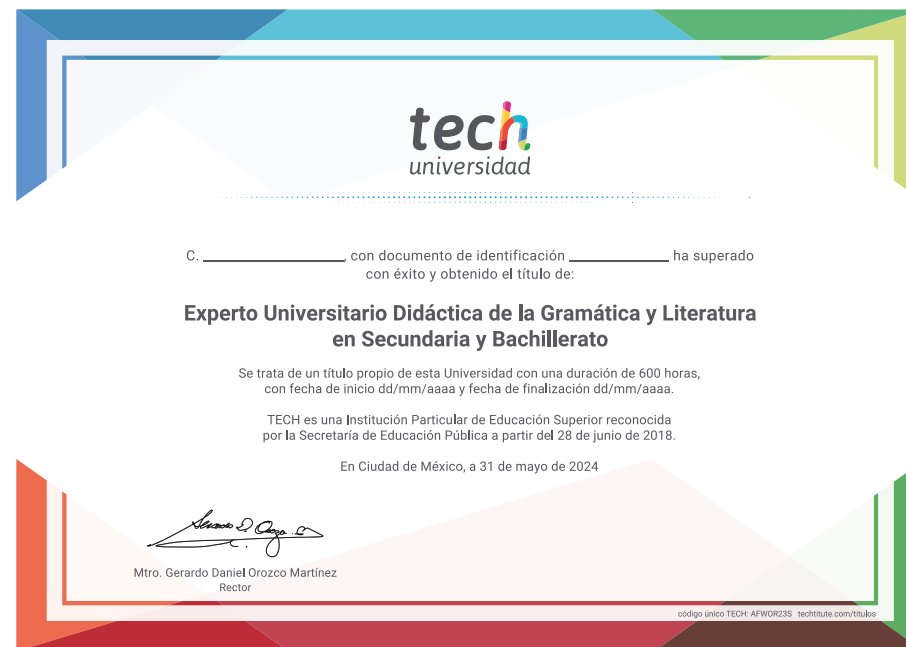 tech
universidad
C. ____________________, con documento de identificación ______________ ha superado
con éxito y obtenido el título de:
Experto Universitario Didáctica de la Gramática y Literatura
en Secundaria y Bachillerato
Se trata de un título propio de esta Universidad con una duración de 600 horas,
con fecha de inicio dd/mm/aaaa y fecha de finalización dd/mm/aaaa.
TECH es una Institución Particular de Educación Superior reconocida
por la Secretaría de Educación Pública a partir del 28 de junio de 2018.
En Ciudad de México, a 31 de mayo de 2024
Mtro. Gerardo Daniel Orozco Martínez
Rector
código único TECH: AFWOR23S techtitute.com/titulos